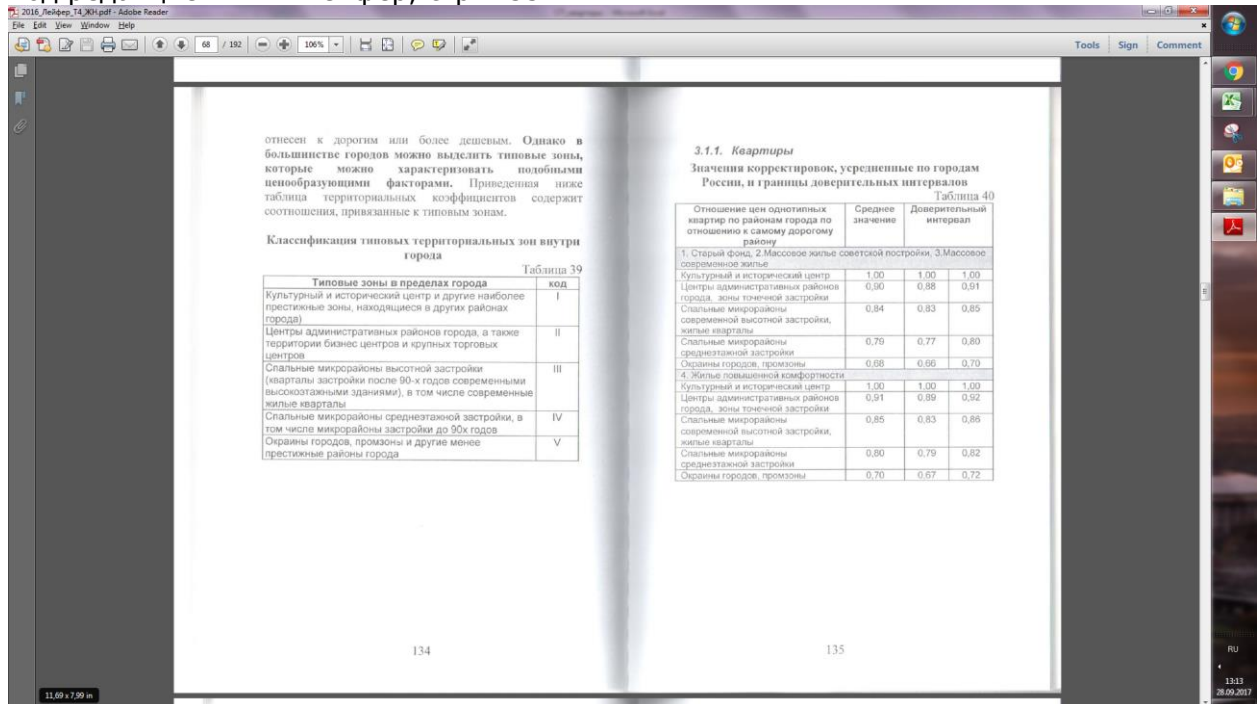 2016_Лейфер_Т4_ЖН.pdf - Adobe Reader
File Edit View Window Help
68 / 192
106%
Tools Sign Comment
отнесен к дорогим или более дешевым. Однако в
большинстве городов можно выделить типовые зоны,
которые можно характеризовать подобными
ценообразующими факторами. Приведенная ниже
таблица территориальных коэффициентов содержит
соотношения, привязанные к типовым зонам.
Классификация типовых территориальных зон внутри
города
Таблица 39
Типовые зоны в пределах города код
Культурный и исторический центр и другие наиболее I
престижные зоны, находящиеся в других районах
города)
Центры административных районов города, а также II
территории бизнес центров и крупных торговых
центров
Спальные микрорайоны высотной застройки III
(кварталы застройки после 90-х годов современными
высокоэтажными зданиями), в том числе современные
жилые кварталы
Спальные микрорайоны среднеэтажной застройки, в IV
том числе микрорайоны застройки до 90х годов
Окраины городов, промзоны и другие менее V
престижные районы города
134
3.1.1. Квартиры
Значения корректировок, усредненные по городам
России, и границы доверительных интервалов
Таблица 40
Отношение цен однотипных Среднее Доверительный
квартир по районам города по значение интервал
отношению к самому дорогому
району
1. Старый фонд, 2.Массовое жилье советской постройки, 3.Массовое
современное жилье
Культурный и исторический центр 1,00 1,00 1,00
Центры административных районов 0,90 0,88 0,91
города, зоны точечной застройки
Спальные микрорайоны 0,84 0,83 0,85
современной высотной застройки,
жилые кварталы
Спальные микрорайоны 0,79 0,77 0,80
среднеэтажной застройки
Окраины городов, промзоны 0,68 0,66 0,70
4. Жилье повышенной комфортности
Культурный и исторический центр 1,00 1,00 1,00
Центры административных районов 0,91 0,89 0,92
города, зоны точечной застройки
Спальные микрорайоны 0,85 0,83 0,86
современной высотной застройки,
жилые кварталы
Спальные микрорайоны 0,80 0,79 0,82
среднеэтажной застройки
Окраины городов, промзоны 0,70 0,67 0,72
135
11,69 x 7,99 in
RU
13:13
28.09.2017